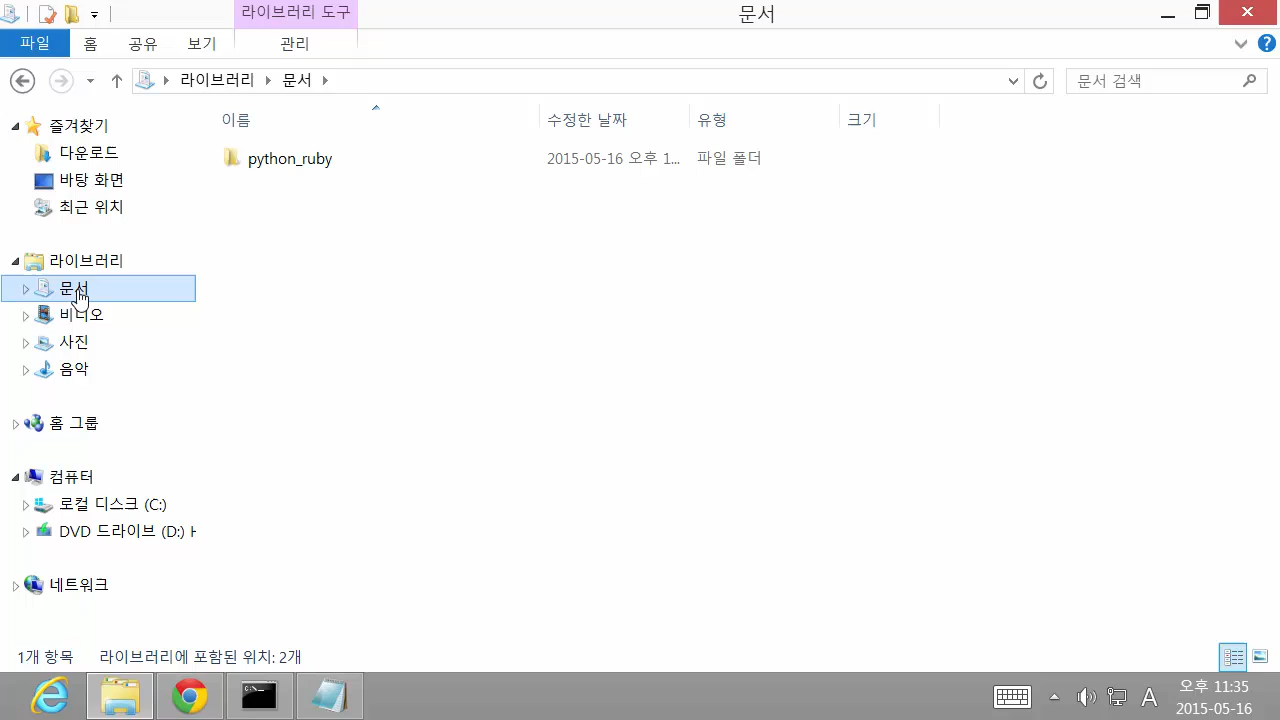 라이브러리 도구
문서
파일
홈
공유
보기
관리
라이브러리
문서
문서 검색
이름
수정한 날짜
유형
크기
python_ruby
2015-05-16 오후 1...
파일 폴더
즐겨찾기
다운로드
바탕 화면
최근 위치
라이브러리
문서
비디오
사진
음악
홈 그룹
컴퓨터
로컬 디스크 (C:)
DVD 드라이브 (D:)
네트워크
1개 항목
라이브러리에 포함된 위치: 2개
A
오후 11:35
2015-05-16